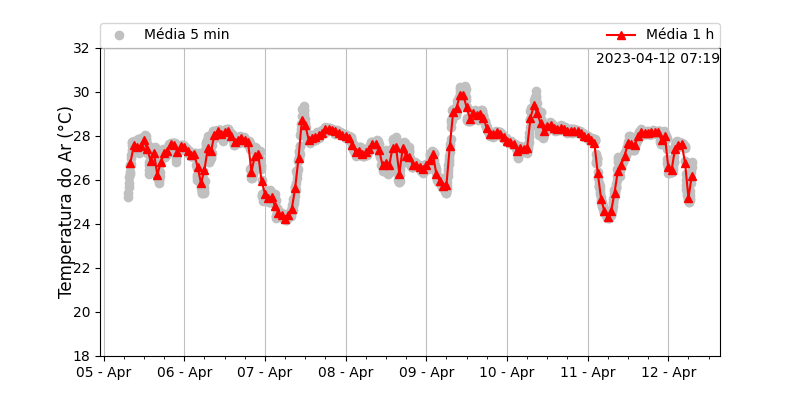 Média 5 min
Média 1 h
2023-04-12 07:19
Temperatura do Ar (°C)
32
30
28
26
24
22
20
18
05 - Apr
06 - Apr
07 - Apr
08 - Apr
09 - Apr
10 - Apr
11 - Apr
12 - Apr